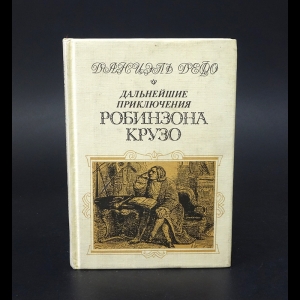 ДАНИЭЛЬ ДЕФО
ДАЛЬНЕЙШИЕ
ПРИКЛЮЧЕНИЯ
РОБИНЗОНА
КРУЗО